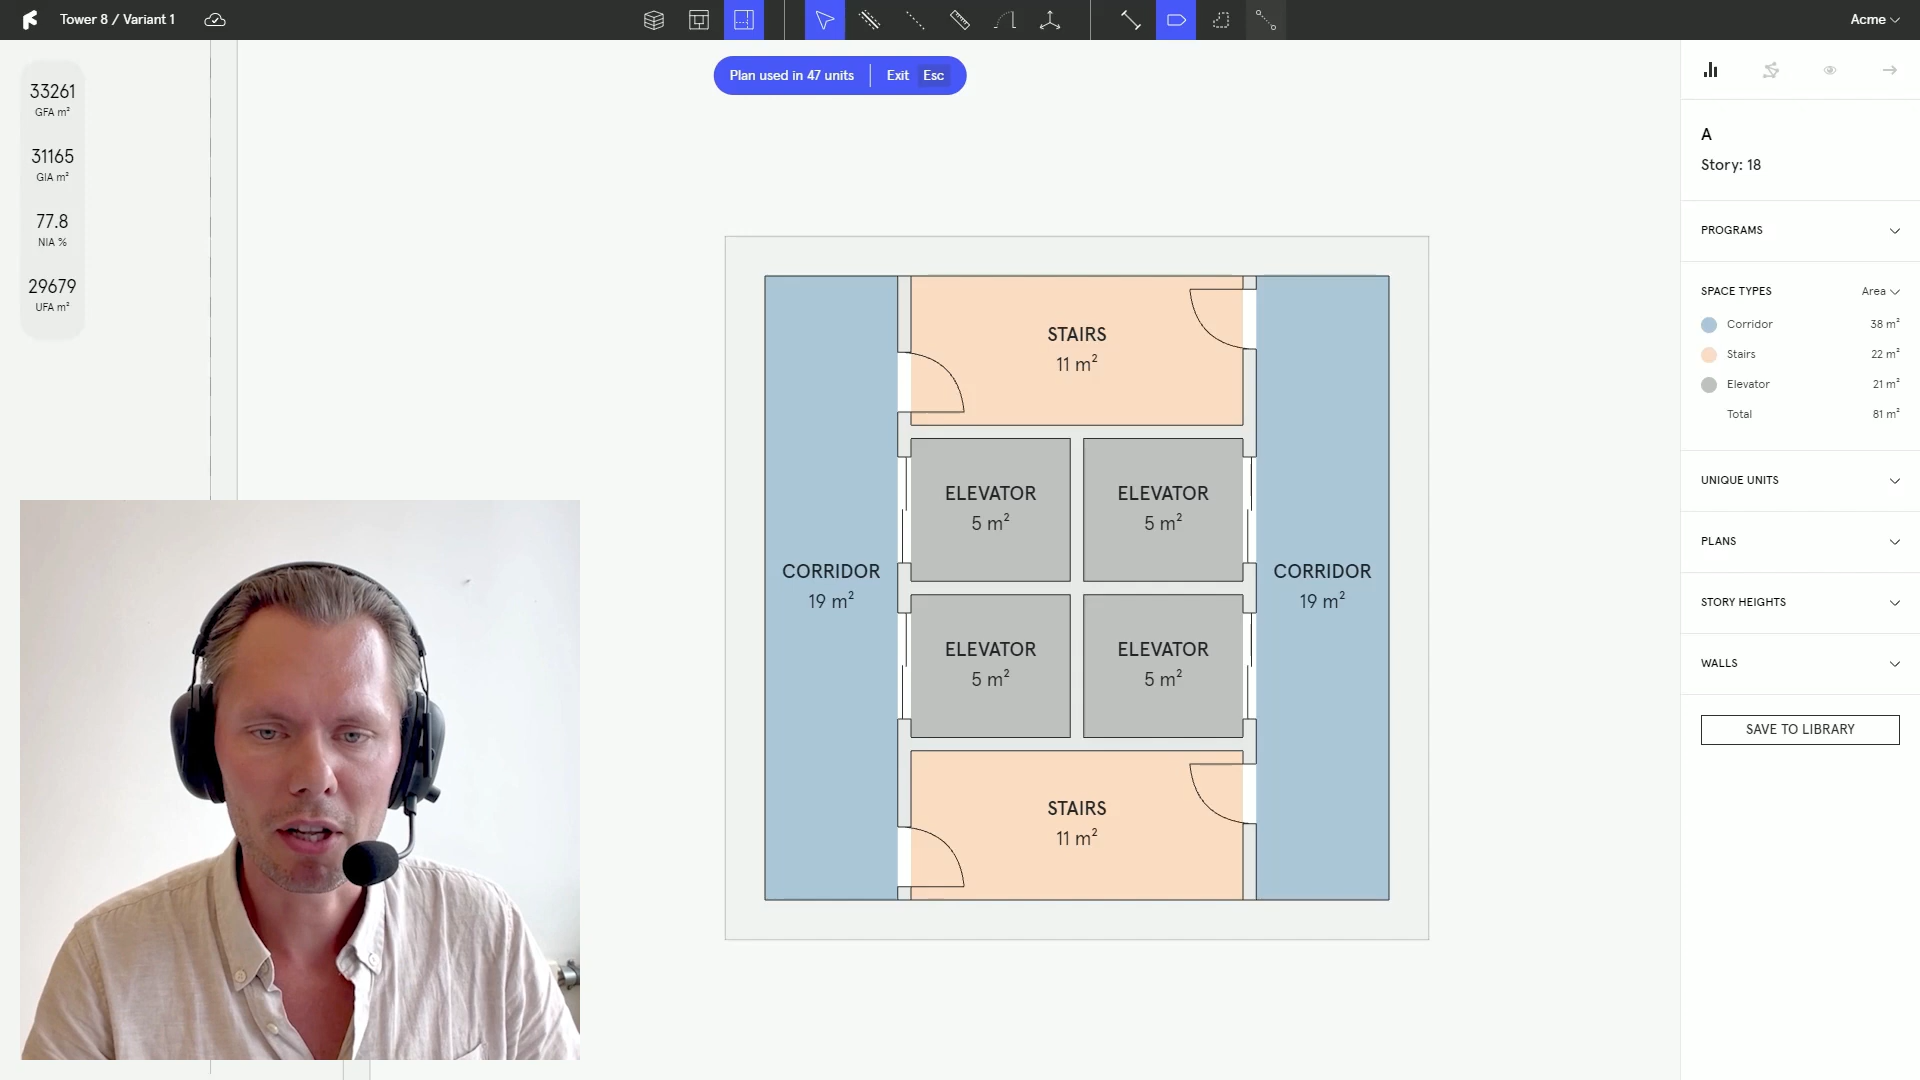 Tower 8 / Variant 1
Acme
Plan used in 47 units
Exit Esc
33261
GFA m²
31165
GIA m²
77.8
NIA %
29679
UFA m²
STAIRS
11 m²
ELEVATOR
5 m²
ELEVATOR
5 m²
CORRIDOR
19 m²
CORRIDOR
19 m²
ELEVATOR
5 m²
ELEVATOR
5 m²
STAIRS
11 m²
A
Story: 18
PROGRAMS
SPACE TYPES Area
Corridor 38 m²
Stairs 22 m²
Elevator 21 m²
Total 81 m²
UNIQUE UNITS
PLANS
STORY HEIGHTS
WALLS
SAVE TO LIBRARY